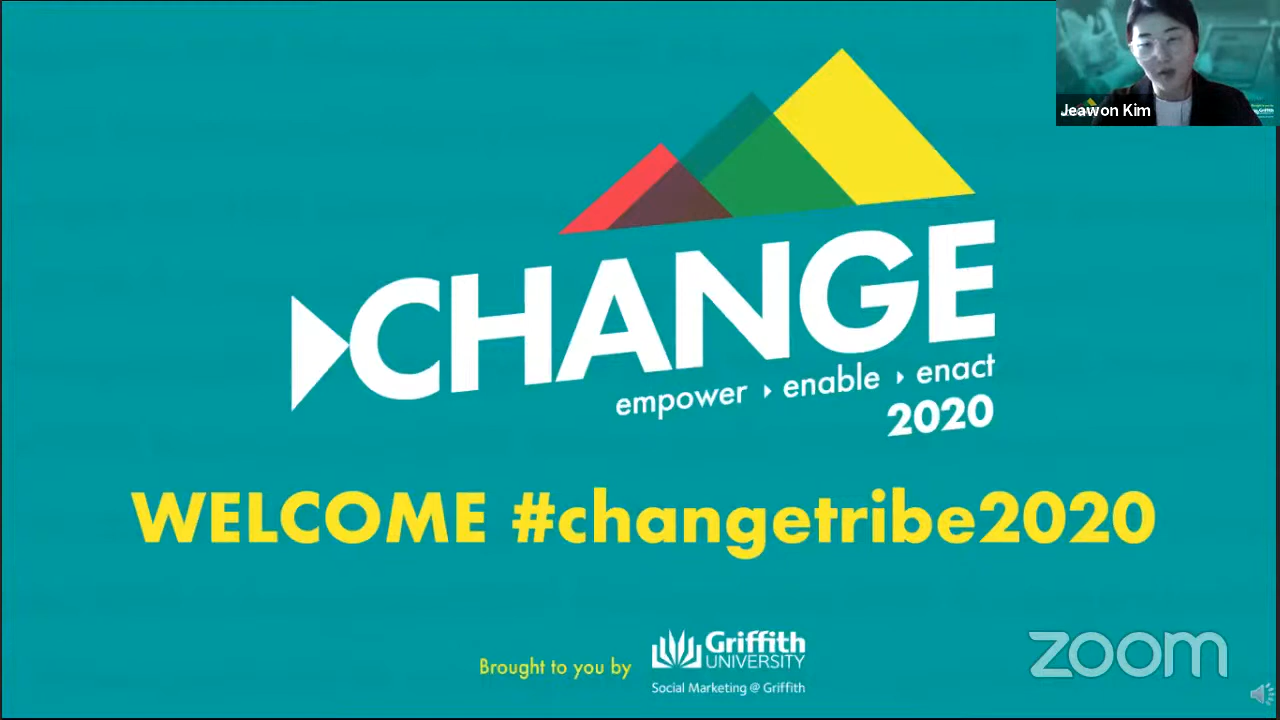 Jeawon Kim
CHANGE
empower enable enact
2020
WELCOME #changetribe2020
Brought to you by
Griffith
UNIVERSITY
Social Marketing @ Griffith
zoom